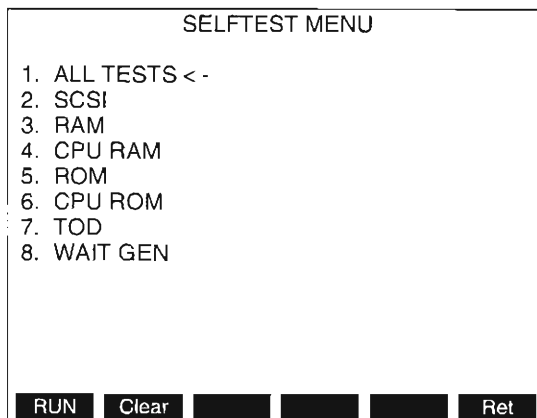 SELFTEST MENU
1. ALL TESTS < -
2. SCSI
3. RAM
4. CPU RAM
5. ROM
6. CPU ROM
7. TOD
8. WAIT GEN
RUN Clear Ret